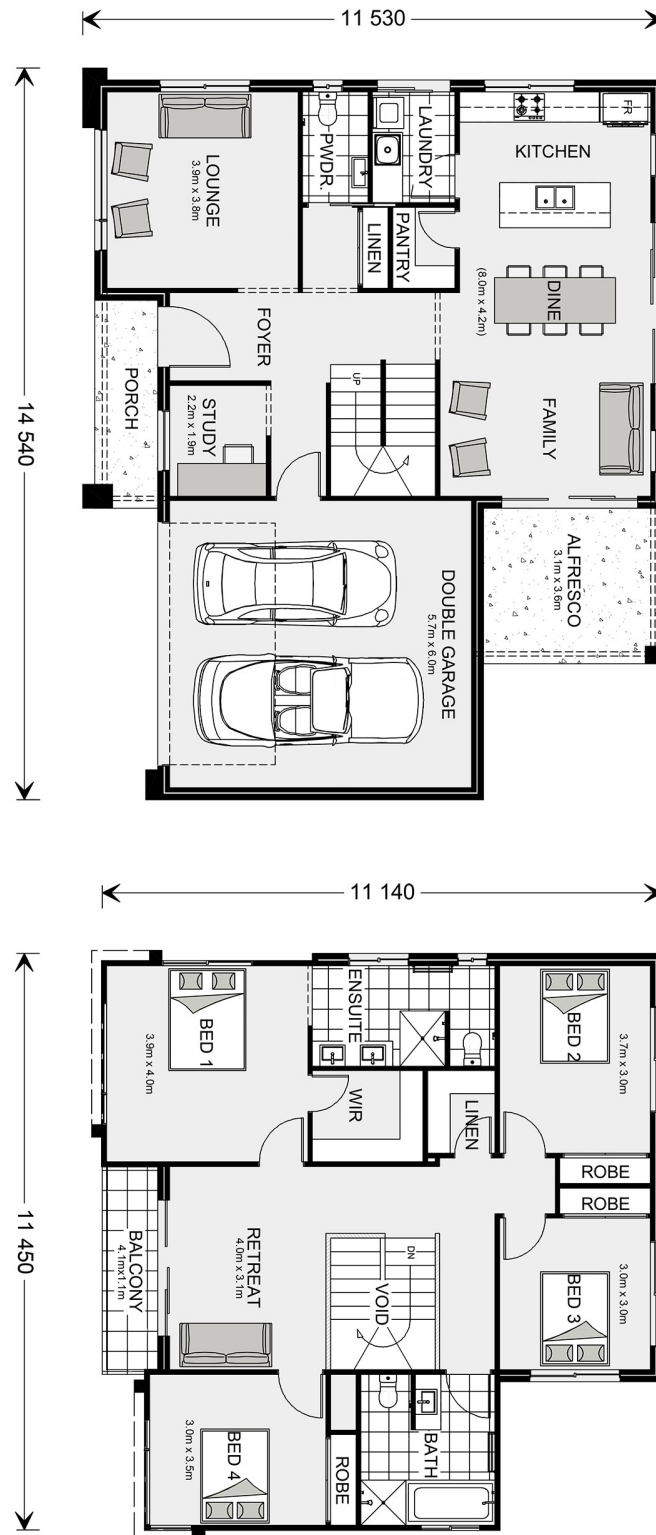 11 530
14 540
LOUNGE
3.9m x 3.8m
PWDR.
LAUNDRY
FR
KITCHEN
LINEN
PANTRY
DINE
(8.0m x 4.2m)
FOYER
PORCH
UP
STUDY
2.2m x 1.9m
FAMILY
ALFRESCO
3.1m x 3.6m
DOUBLE GARAGE
5.7m x 6.0m
11 140
11 450
BED 1
3.9m x 4.0m
ENSUITE
BED 2
3.7m x 3.0m
WIR
LINEN
ROBE
ROBE
BALCONY
4.1mx1.1m
RETREAT
4.0m x 3.1m
DN
VOID
BED 3
3.0m x 3.0m
BED 4
3.0m x 3.5m
ROBE
BATH